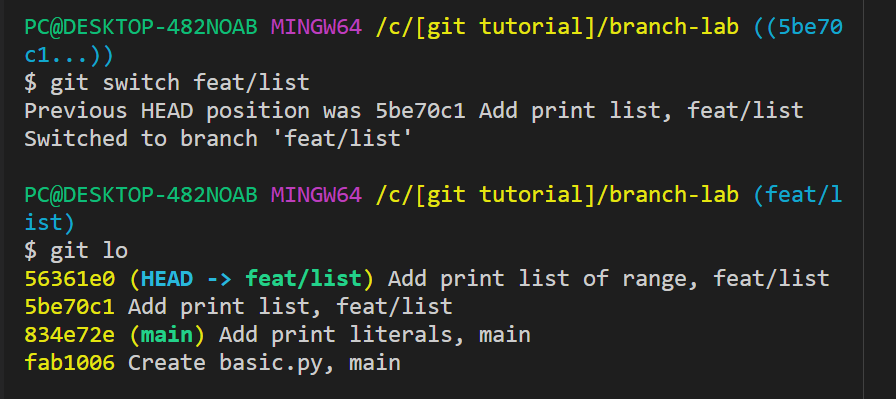 PC@DESKTOP-482NOAB MINGW64 /c/[git tutorial]/branch-lab ((5be70
c1...))
$ git switch feat/list
Previous HEAD position was 5be70c1 Add print list, feat/list
Switched to branch 'feat/list'
PC@DESKTOP-482NOAB MINGW64 /c/[git tutorial]/branch-lab (feat/l
ist)
$ git lo
56361e0 (HEAD -> feat/list) Add print list of range, feat/list
5be70c1 Add print list, feat/list
834e72e (main) Add print literals, main
fab1006 Create basic.py, main